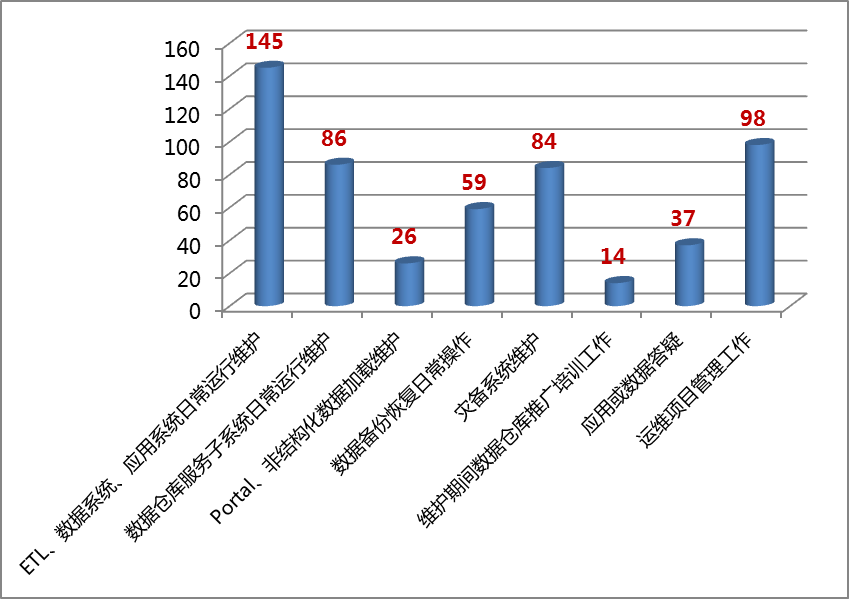 160
140
120
100
80
60
40
20
0
145
86
26
59
84
14
37
98
ETL、数据系统、应用系统日常运行维护
数据仓库服务子系统日常运行维护
Portal、非结构化数据加载维护
数据备份恢复日常操作
灾备系统维护
维护期间数据仓库推广培训工作
应用或数据答疑
运维项目管理工作